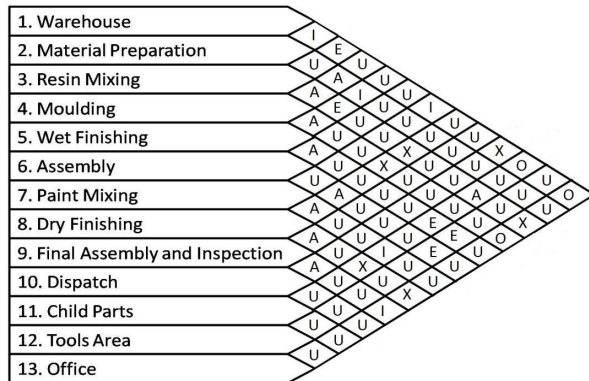 1. Warehouse
I
2. Material Preparation E
U U
3. Resin Mixing A U
A I U
4. Moulding E U I
A U U U
5. Wet Finishing U U U U
A U X U X
6. Assembly U X U U O
U U U U U U
7. Paint Mixing A U U A U O
A U U U U U
8. Dry Finishing U U E U X
A U U E O
9. Final Assembly and Inspection U I E U
A X U U
10. Dispatch U U U
U U X
11. Child Parts U I
U U
12. Tools Area U
U
13. Office